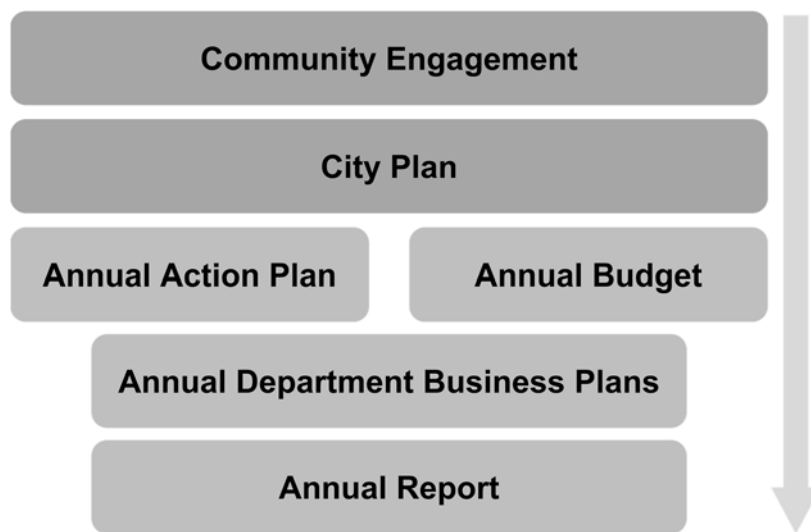 Community Engagement
City Plan
Annual Action Plan
Annual Budget
Annual Department Business Plans
Annual Report